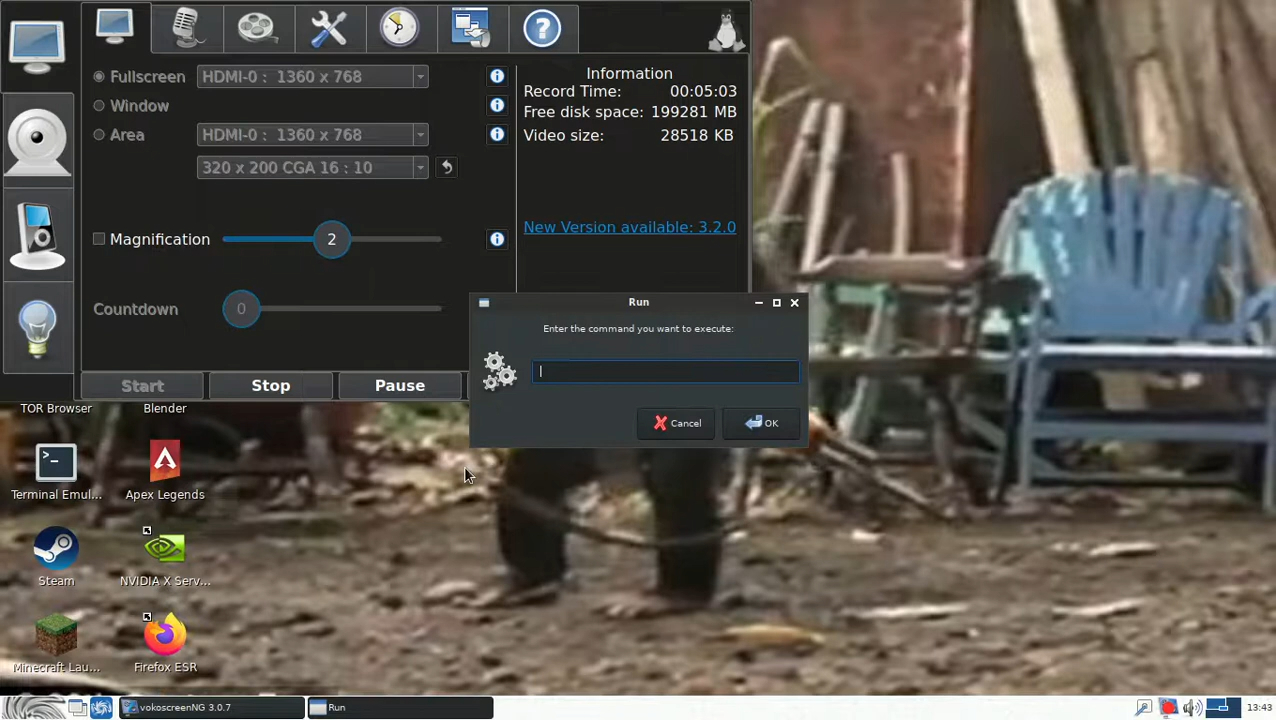 Fullscreen
HDMI-0 : 1360 x 768
Window
Area
HDMI-0 : 1360 x 768
320 x 200 CGA 16 : 10
Magnification
2
Countdown
0
Start
Stop
Pause
Information
Record Time: 00:05:03
Free disk space: 199281 MB
Video size: 28518 KB
New Version available: 3.2.0
Run
Enter the command you want to execute:
Cancel
OK
TOR Browser
Blender
Terminal Emul...
Apex Legends
Steam
NVIDIA X Serv...
Minecraft Lau...
Firefox ESR
vokoscreenNG 3.0.7
Run
13:43